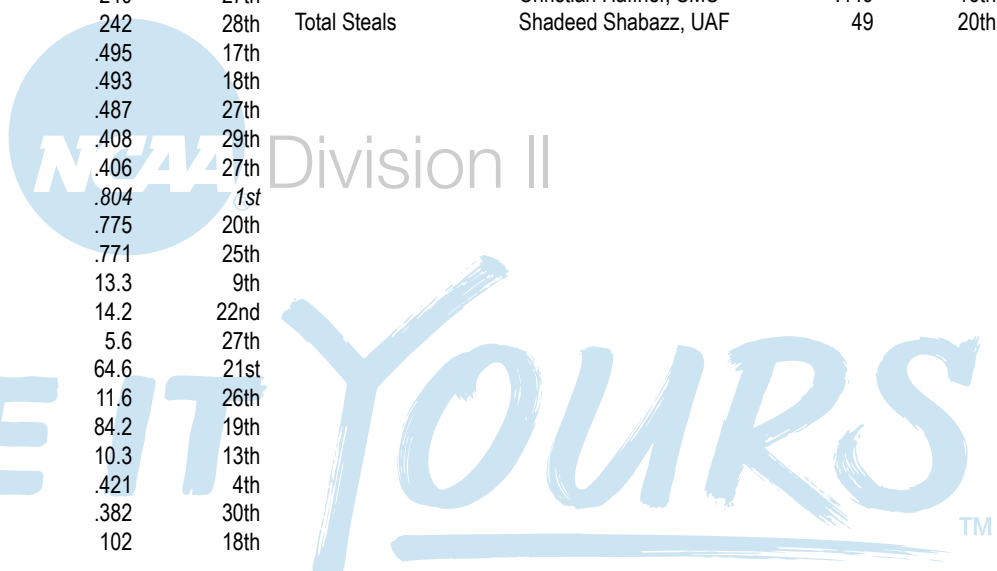 242 28th Total Steals Shadeed Shabazz, UAF 49 20th
.495 17th
.493 18th
.487 27th
.408 29th
.406 27th
.804 1st
.775 20th
.771 25th
13.3 9th
14.2 22nd
5.6 27th
64.6 21st
11.6 26th
84.2 19th
10.3 13th
.421 4th
.382 30th
102 18th
NCAA Division II
E IT YOURS TM